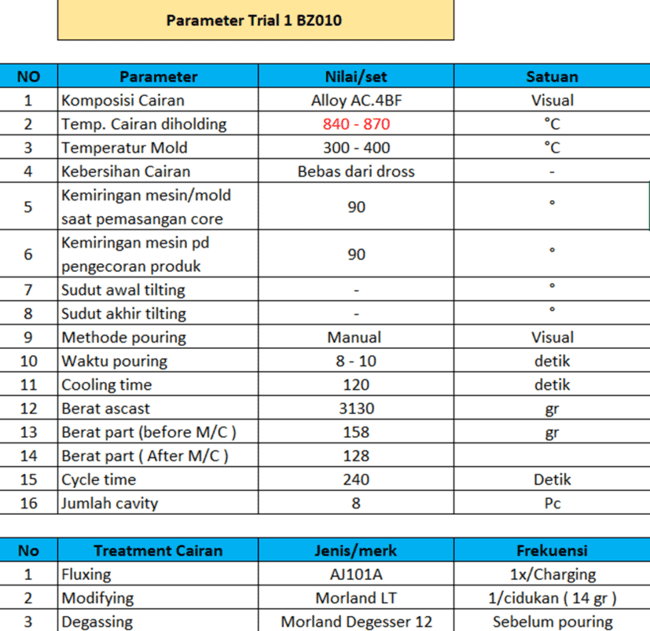 Parameter Trial 1 BZ010
NO Parameter Nilai/set Satuan
1 Komposisi Cairan Alloy AC.4BF Visual
2 Temp. Cairan diholding 840 - 870 °C
3 Temperatur Mold 300 - 400 °C
4 Kebersihan Cairan Bebas dari dross -
5 Kemiringan mesin/mold saat pemasangan core 90 °
6 Kemiringan mesin pd pengecoran produk 90 °
7 Sudut awal tilting - °
8 Sudut akhir tilting - °
9 Methode pouring Manual Visual
10 Waktu pouring 8 - 10 detik
11 Cooling time 120 detik
12 Berat ascast 3130 gr
13 Berat part (before M/C ) 158 gr
14 Berat part ( After M/C ) 128
15 Cycle time 240 Detik
16 Jumlah cavity 8 Pc
No Treatment Cairan Jenis/merk Frekuensi
1 Fluxing AJ101A 1x/Charging
2 Modifying Morland LT 1/cidukan ( 14 gr )
3 Degassing Morland Degesser 12 Sebelum pouring